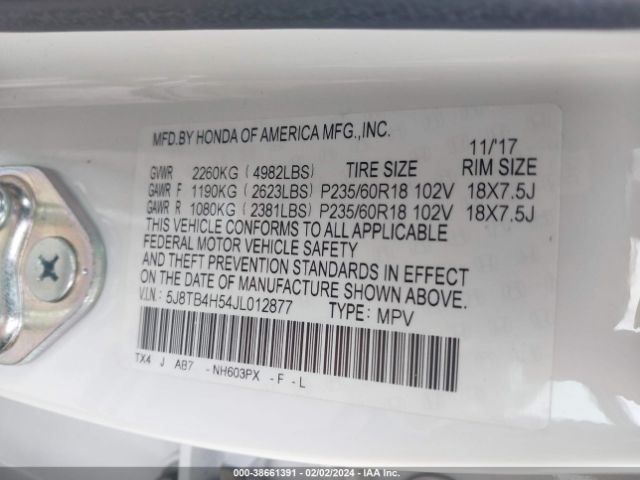 MFD.BY HONDA OF AMERICA MFG.,INC. 11/'17
GVWR 2260KG ( 4982LBS) TIRE SIZE RIM SIZE
GAWR F 1190KG ( 2623LBS) P235/60R18 102V 18X7.5J
GAWR R 1080KG ( 2381LBS) P235/60R18 102V 18X7.5J
THIS VEHICLE CONFORMS TO ALL APPLICABLE
FEDERAL MOTOR VEHICLE SAFETY
AND THEFT PREVENTION STANDARDS IN EFFECT
ON THE DATE OF MANUFACTURE SHOWN ABOVE.
V.I.N: 5J8TB4H54JL012877 TYPE: MPV
TX4 J AB7 -NH603PX -F -L
000-38661391 - 02/02/2024 - IAA Inc.